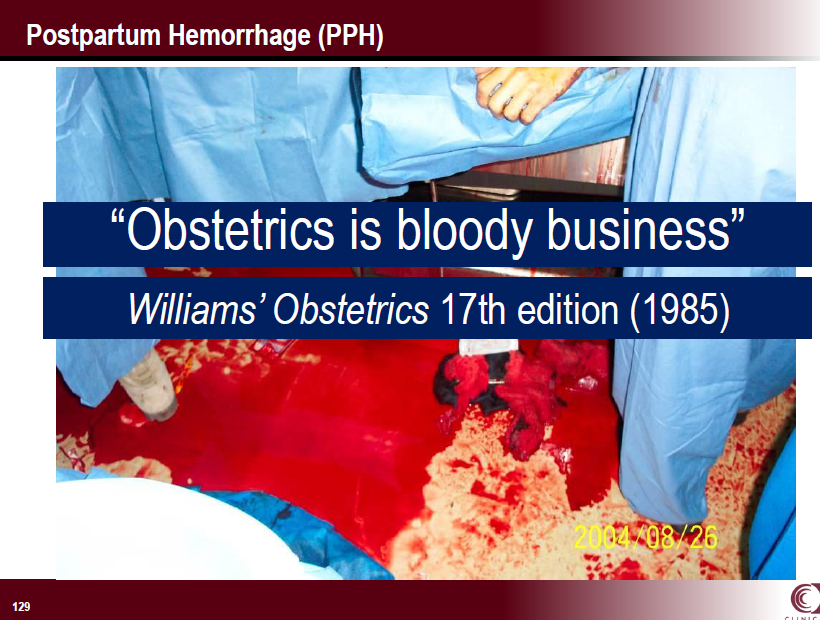 Postpartum Hemorrhage (PPH)
“Obstetrics is bloody business”
Williams’ Obstetrics 17th edition (1985)
2004/08/26
129